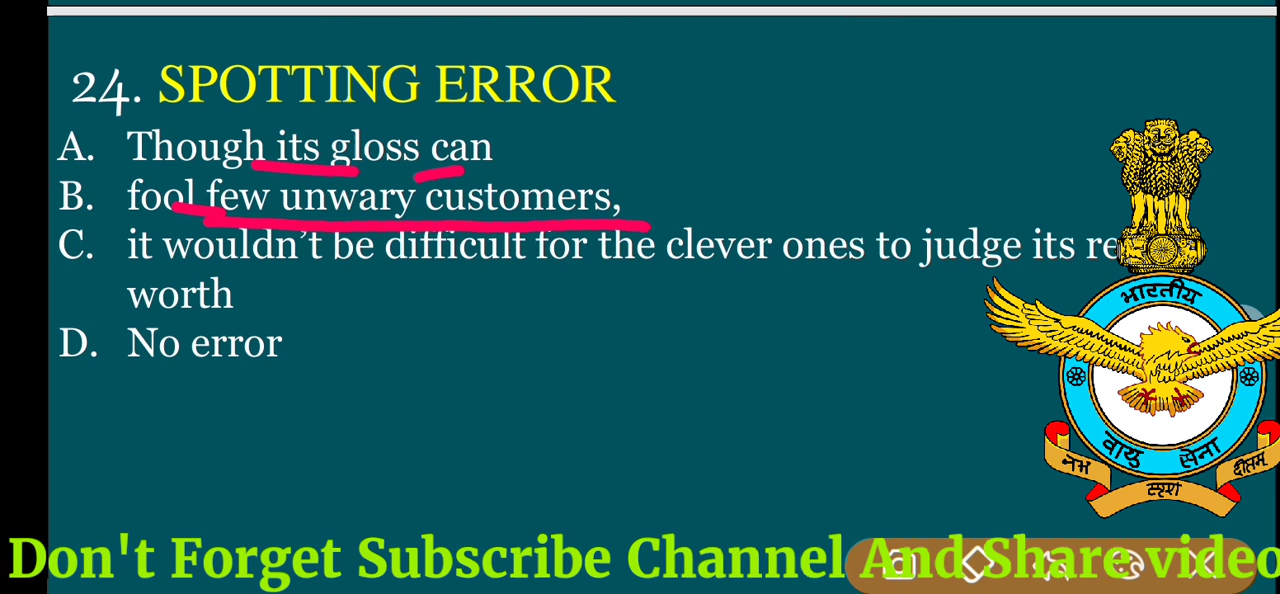 24. SPOTTING ERROR
A. Though its gloss can
B. fool few unwary customers,
C. it wouldn't be difficult for the clever ones to judge its
worth
D. No error
भारतीय
वायु सेना
नभ स्पृशं दीप्तम्
Don't Forget Subscribe Channel And Share video